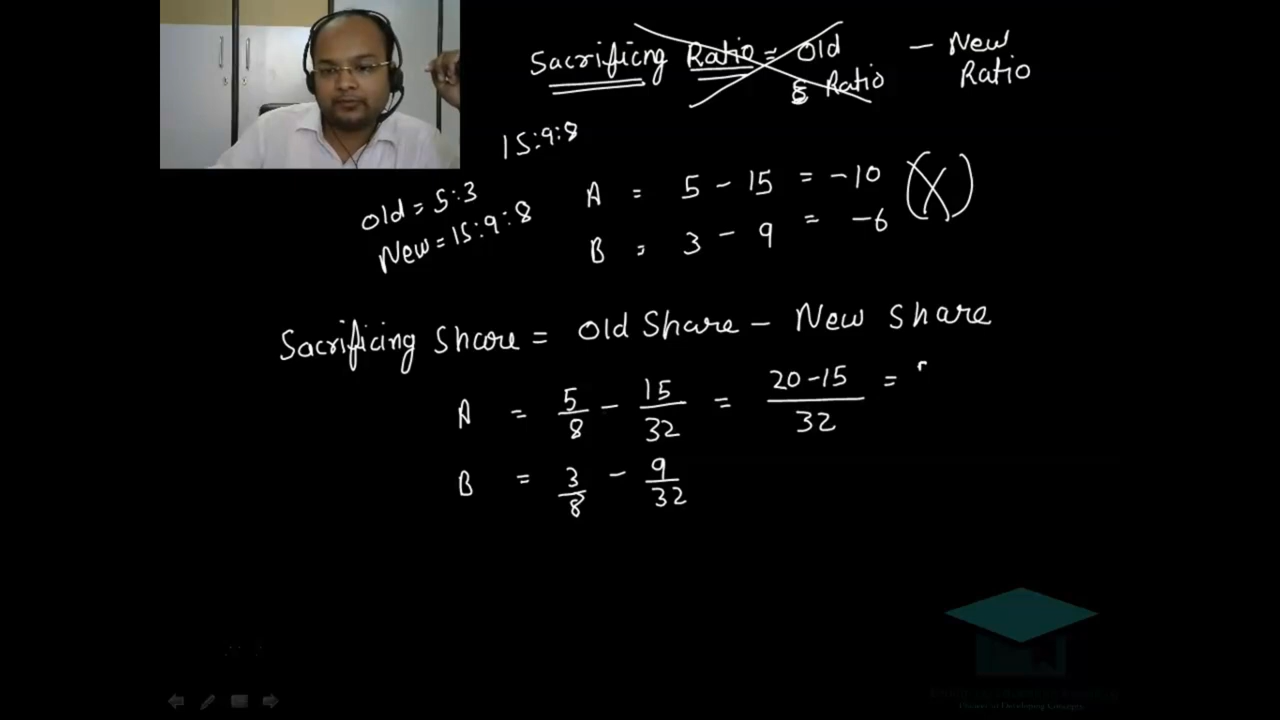 Sacrificng Ratio = Old Ratio - New Ratio
15:9:8
Old = 5:3
New = 15:9:8
A = 5 - 15 = -10 (X)
B = 3 - 9 = -6
Sacrificing Share = Old Share - New Share
A = 5/8 - 15/32 = 20-15/32 =
B = 3/8 - 9/32